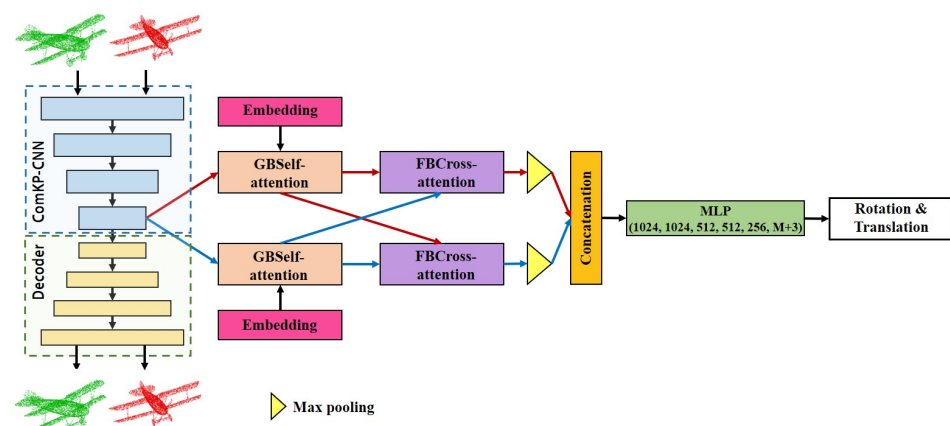 ComKP-CNN
Decoder
Embedding
GBSelf-
attention
FBCross-
attention
GBSelf-
attention
FBCross-
attention
Embedding
Concatenation
MLP
(1024, 1024, 512, 512, 256, M+3)
Rotation &
Translation
Max pooling